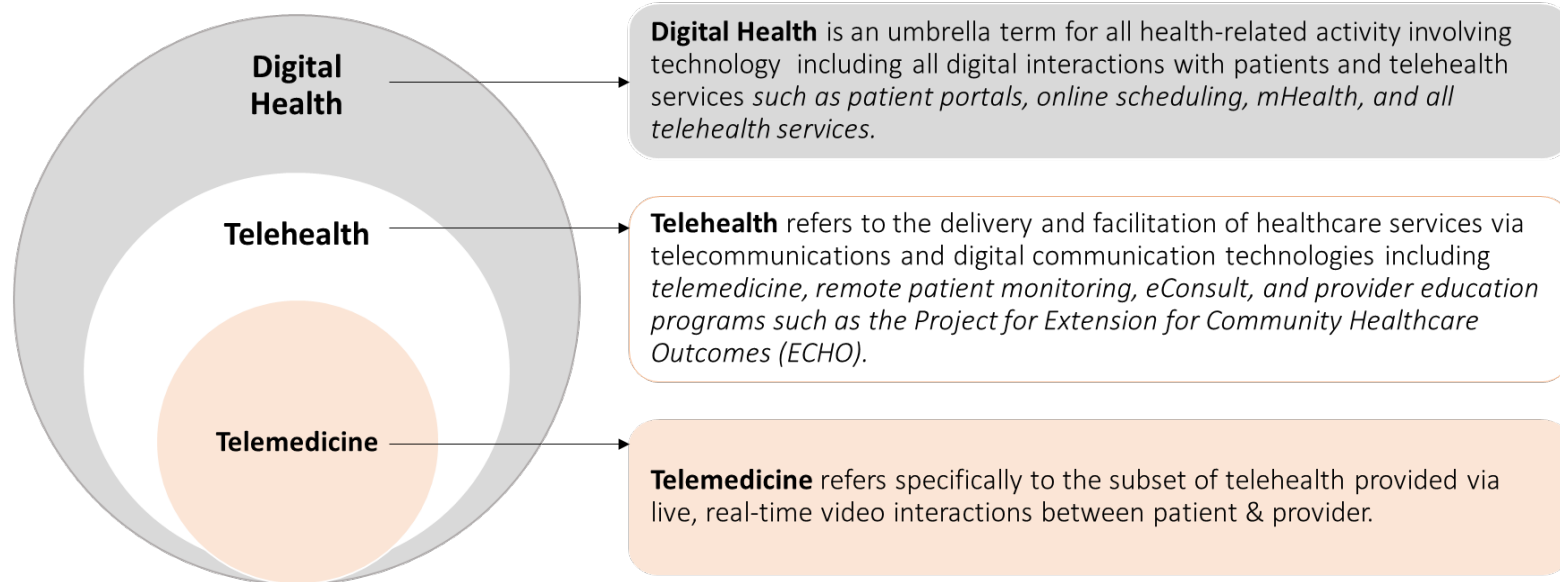 Digital
Health
Digital Health is an umbrella term for all health-related activity involving
technology including all digital interactions with patients and telehealth
services such as patient portals, online scheduling, mHealth, and all
telehealth services.
Telehealth
Telehealth refers to the delivery and facilitation of healthcare services via
telecommunications and digital communication technologies including
telemedicine, remote patient monitoring, eConsult, and provider education
programs such as the Project for Extension for Community Healthcare
Outcomes (ECHO).
Telemedicine
Telemedicine refers specifically to the subset of telehealth provided via
live, real-time video interactions between patient & provider.